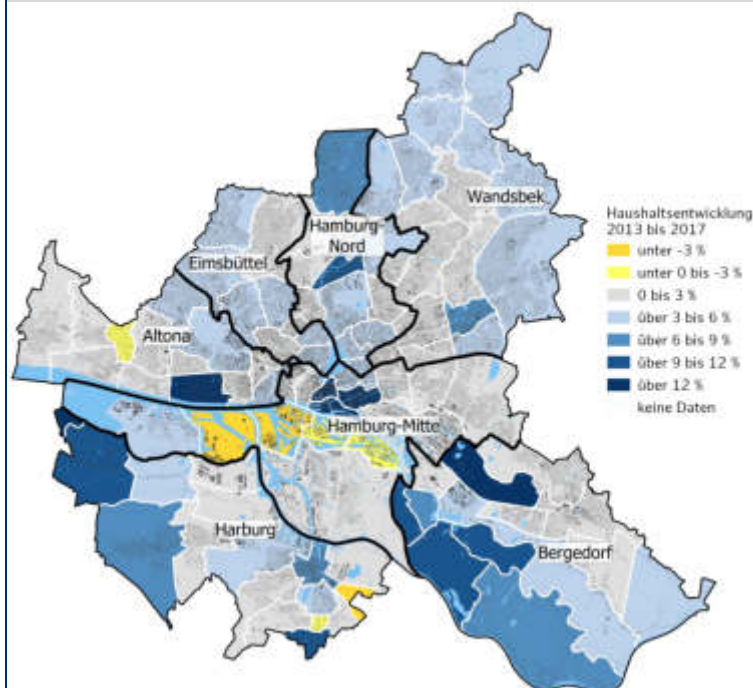 Wandsbek
Hamburg-
Nord
Eimsbüttel
Altona
Hamburg-Mitte
Harburg
Bergedorf
Haushaltsentwicklung
2013 bis 2017
unter -3 %
unter 0 bis -3 %
0 bis 3 %
über 3 bis 6 %
über 6 bis 9 %
über 9 bis 12 %
über 12 %
keine Daten